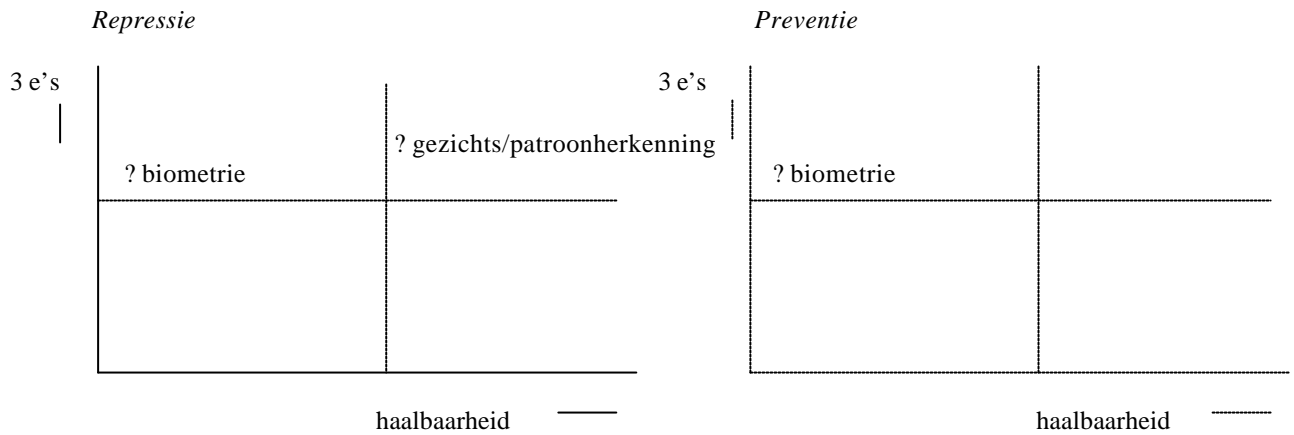 Repressie
Preventie
3 e's
3 e's
? gezichts/patroonherkenning
? biometrie
? biometrie
haalbaarheid
haalbaarheid